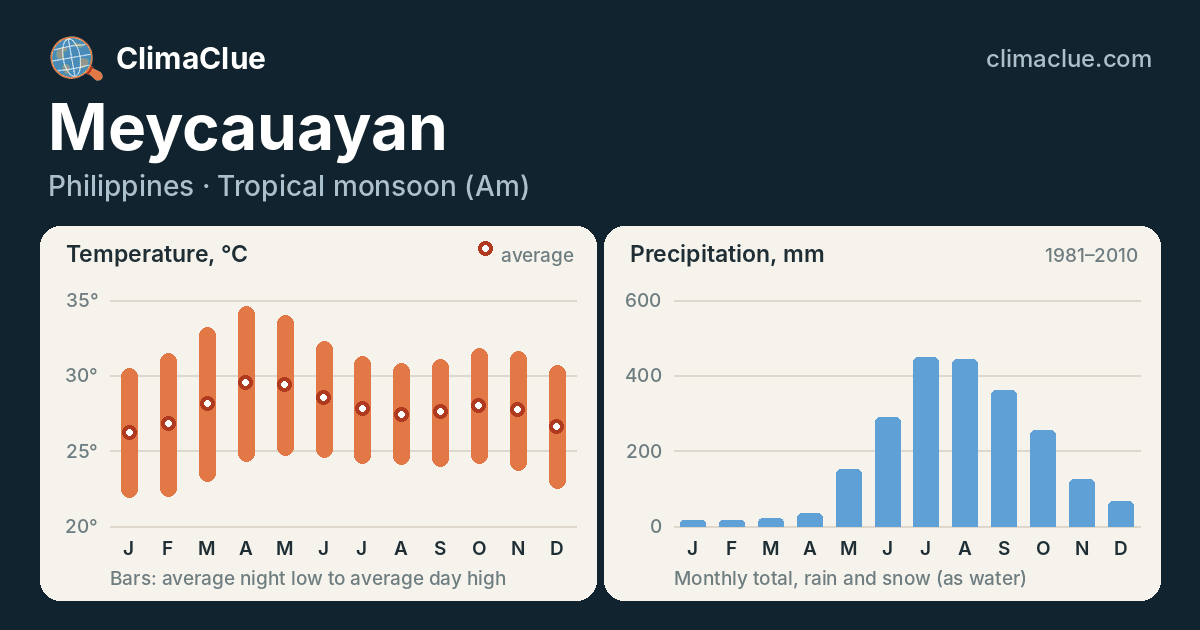 ClimaClue
climaclue.com
Meycauayan
Philippines · Tropical monsoon (Am)
Temperature, °C
average
35°
30°
25°
20°
J F M A M J J A S O N D
Bars: average night low to average day high
Precipitation, mm
1981–2010
600
400
200
0
J F M A M J J A S O N D
Monthly total, rain and snow (as water)